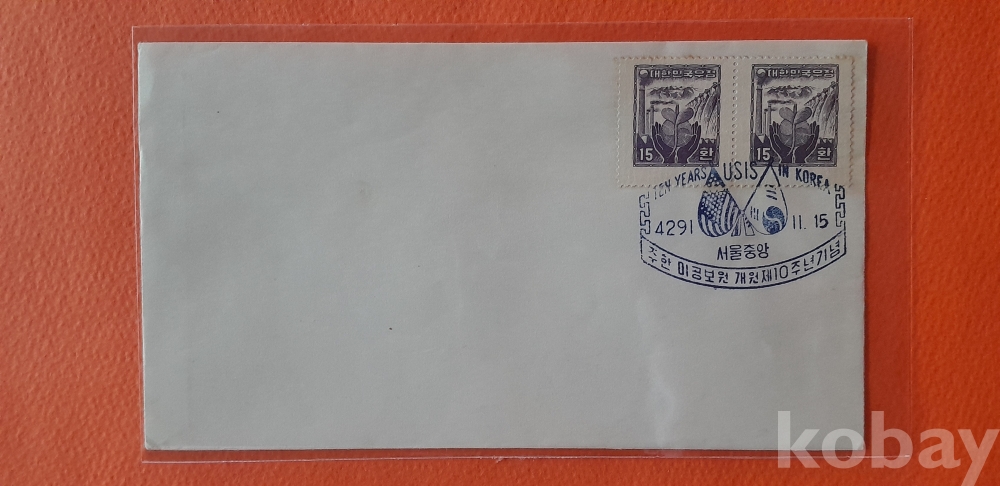 대한민국우표
15 환
대한민국우표
15 환
TEN YEARS USIS IN KOREA
4291 11. 15
서울중앙
주한 미공보원 개원제10주년기념
kobay